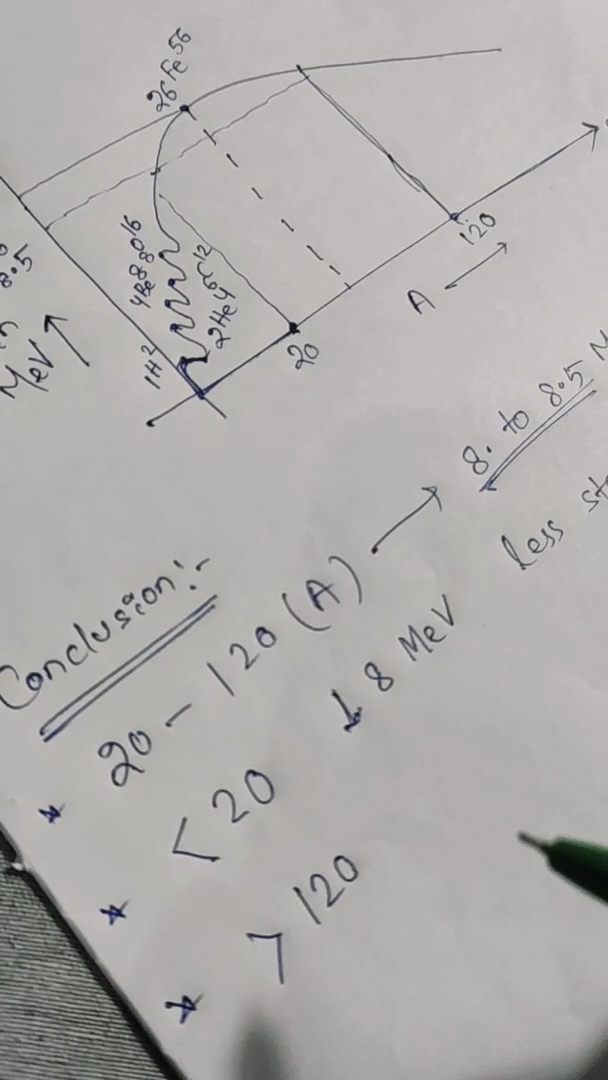 26Fe56
8.5
MeV
1H2
4Be8 8O16
2He4 6C12
20
120
A
Conclusion:-
* 20 - 120 (A) → 8. to 8.5
* < 20 ↓ 8 MeV less
* > 120